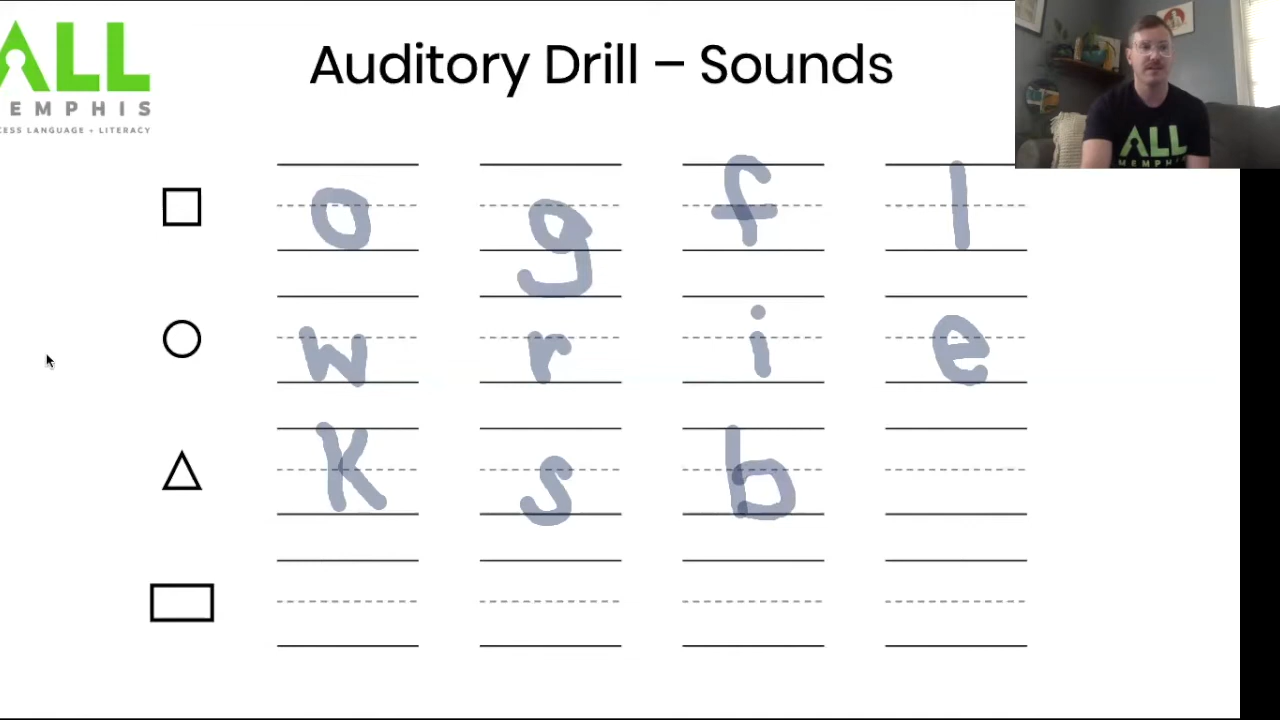 ALL
EMPHIS
CESS LANGUAGE + LITERACY
Auditory Drill – Sounds
ALL
MEMPHIS
o g f l
w r i e
k s b